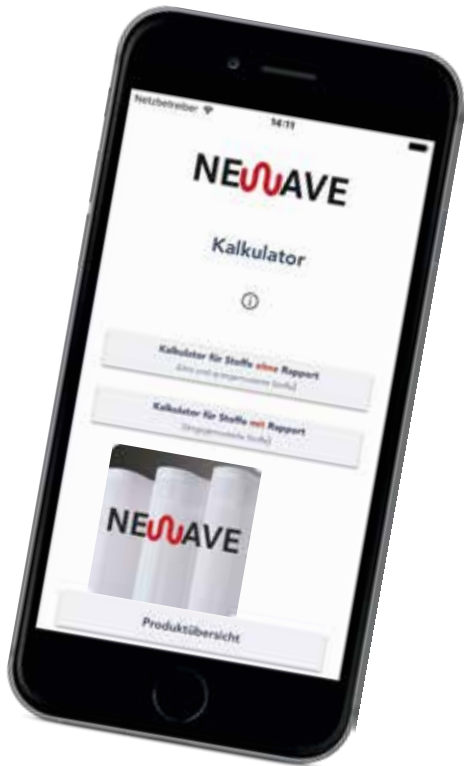 Netzbetreiber
14:11
NEWAVE
Kalkulator
Kalkulator für Stoffe ohne Rapport
Kalkulator für Stoffe mit Rapport
NEWAVE
Produktübersicht